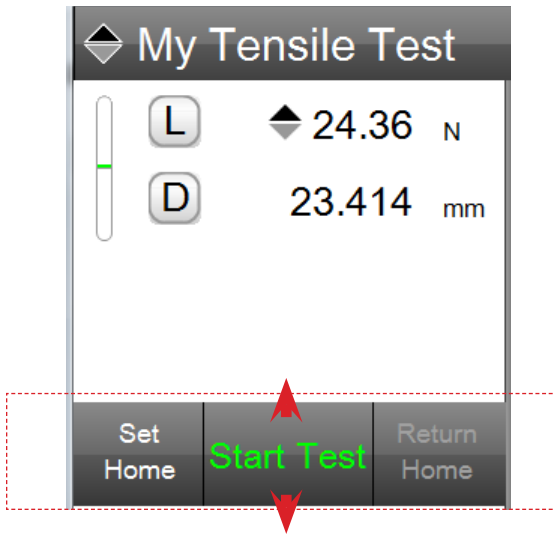 My Tensile Test
L 24.36 N
D 23.414 mm
Set Home
Start Test
Return Home